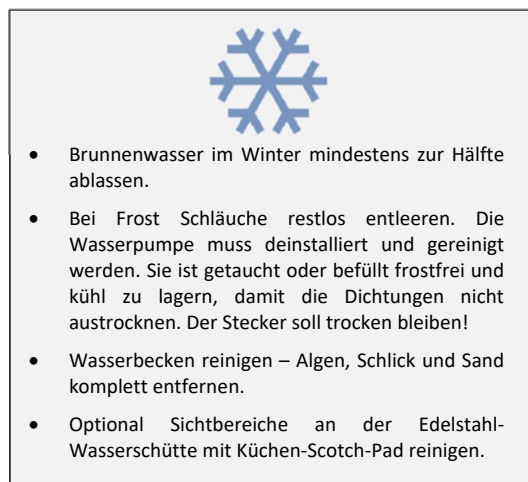 • Brunnenwasser im Winter mindestens zur Hälfte
ablassen.
• Bei Frost Schläuche restlos entleeren. Die
Wasserpumpe muss deinstalliert und gereinigt
werden. Sie ist getaucht oder befüllt frostfrei und
kühl zu lagern, damit die Dichtungen nicht
austrocknen. Der Stecker soll trocken bleiben!
• Wasserbecken reinigen – Algen, Schlick und Sand
komplett entfernen.
• Optional Sichtbereiche an der Edelstahl-
Wasserschütte mit Küchen-Scotch-Pad reinigen.